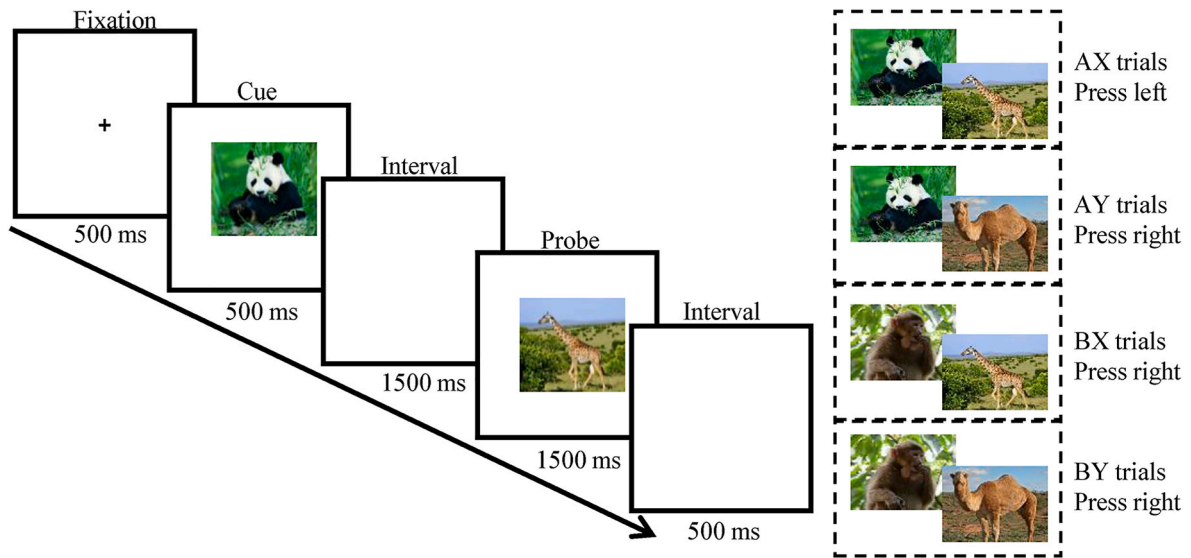 Fixation
+
500 ms
Cue
500 ms
Interval
1500 ms
Probe
1500 ms
Interval
500 ms
AX trials
Press left
AY trials
Press right
BX trials
Press right
BY trials
Press right